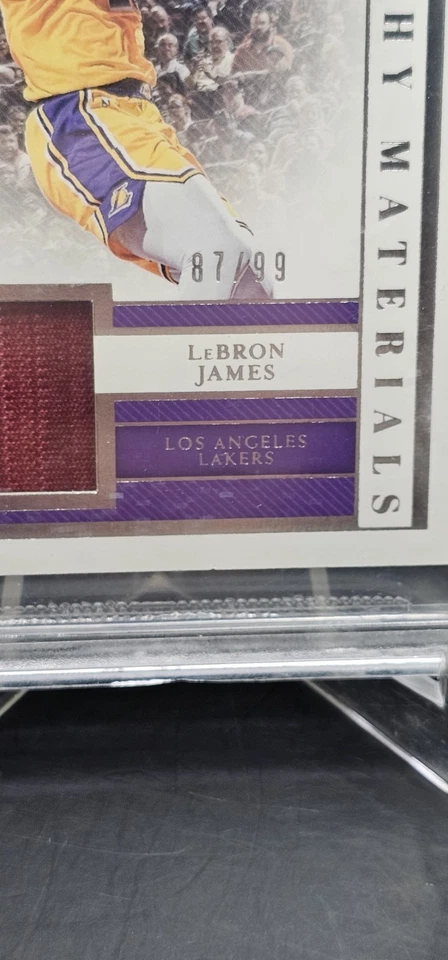 HY MATERIALS
87/99
LeBRON
JAMES
LOS ANGELES
LAKERS